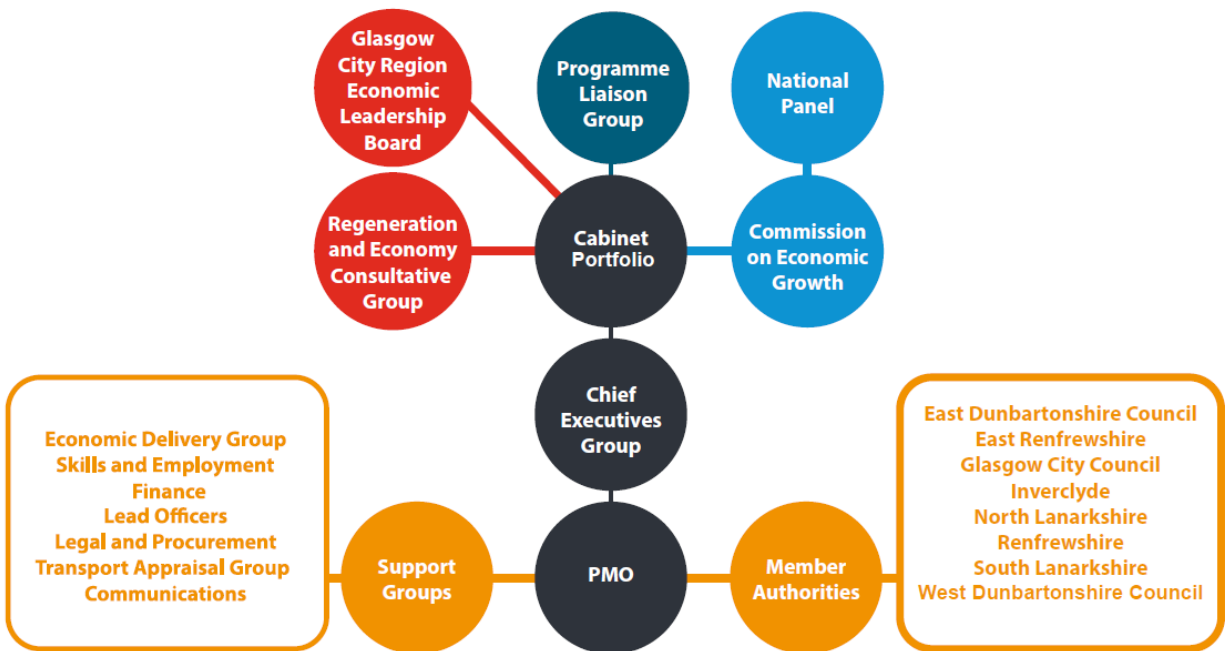 Glasgow
City Region
Economic
Leadership
Board
Programme
Liaison
Group
National
Panel
Regeneration
and Economy
Consultative
Group
Cabinet
Portfolio
Commission
on Economic
Growth
Chief
Executives
Group
Economic Delivery Group
Skills and Employment
Finance
Lead Officers
Legal and Procurement
Transport Appraisal Group
Communications
Support
Groups
PMO
Member
Authorities
East Dunbartonshire Council
East Renfrewshire
Glasgow City Council
Inverclyde
North Lanarkshire
Renfrewshire
South Lanarkshire
West Dunbartonshire Council